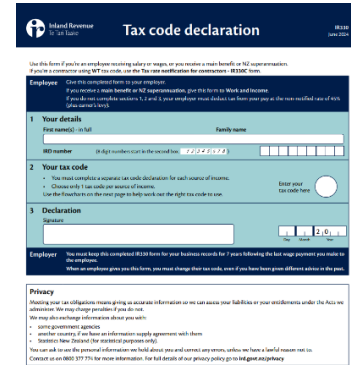 Inland Revenue
Te Tari Taake
Tax code declaration
IR330
June 2024
Use this form if you're an employee receiving salary or wages, or you receive a main benefit or NZ superannuation.
If you're a contractor using WT tax code, use the Tax rate notification for contractors - IR330C form.
Employee Give this completed form to your employer.
If you receive a main benefit or NZ superannuation, give this form to Work and Income.
If you do not complete sections 1, 2 and 3, your employer must deduct tax from your pay at the non-notified rate of 45%
(plus earner's levy).
1 Your details
First name(s) - in full Family name
IRD number (8 digit numbers start in the second box. 1 2 3 4 5 6 7 8 )
2 Your tax code
• You must complete a separate tax code declaration for each source of income.
• Choose only 1 tax code per source of income.
Use the flowcharts on the next page to help work out the right tax code to use.
Enter your
tax code here
3 Declaration
Signature
2 0
Day Month Year
Employer You must keep this completed IR330 form for your business records for 7 years following the last wage payment you make to
the employee.
When an employee gives you this form, you must change their tax code, even if you have been given different advice in the past.
Privacy
Meeting your tax obligations means giving us accurate information so we can assess your liabilities or your entitlements under the Acts we
administer. We may charge penalties if you do not.
We may also exchange information about you with:
• some government agencies
• another country, if we have an information supply agreement with them
• Statistics New Zealand (for statistical purposes only).
You can ask to see the personal information we hold about you and correct any errors, unless we have a lawful reason not to.
Contact us on 0800 377 774 for more information. For full details of our privacy policy go to ird.govt.nz/privacy